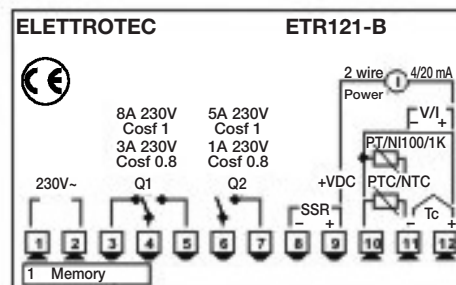 ELETTROTEC ETR121-B
CE
2 wire I 4/20 mA
Power
8A 230V 5A 230V
Cosf 1 Cosf 1
3A 230V 1A 230V
Cosf 0.8 Cosf 0.8
V/I
- +
PT/NI100/1K
PTC/NTC
230V~ Q1 Q2 +VDC
SSR Tc
- + - +
1 2 3 4 5 6 7 8 9 10 11 12
1 Memory